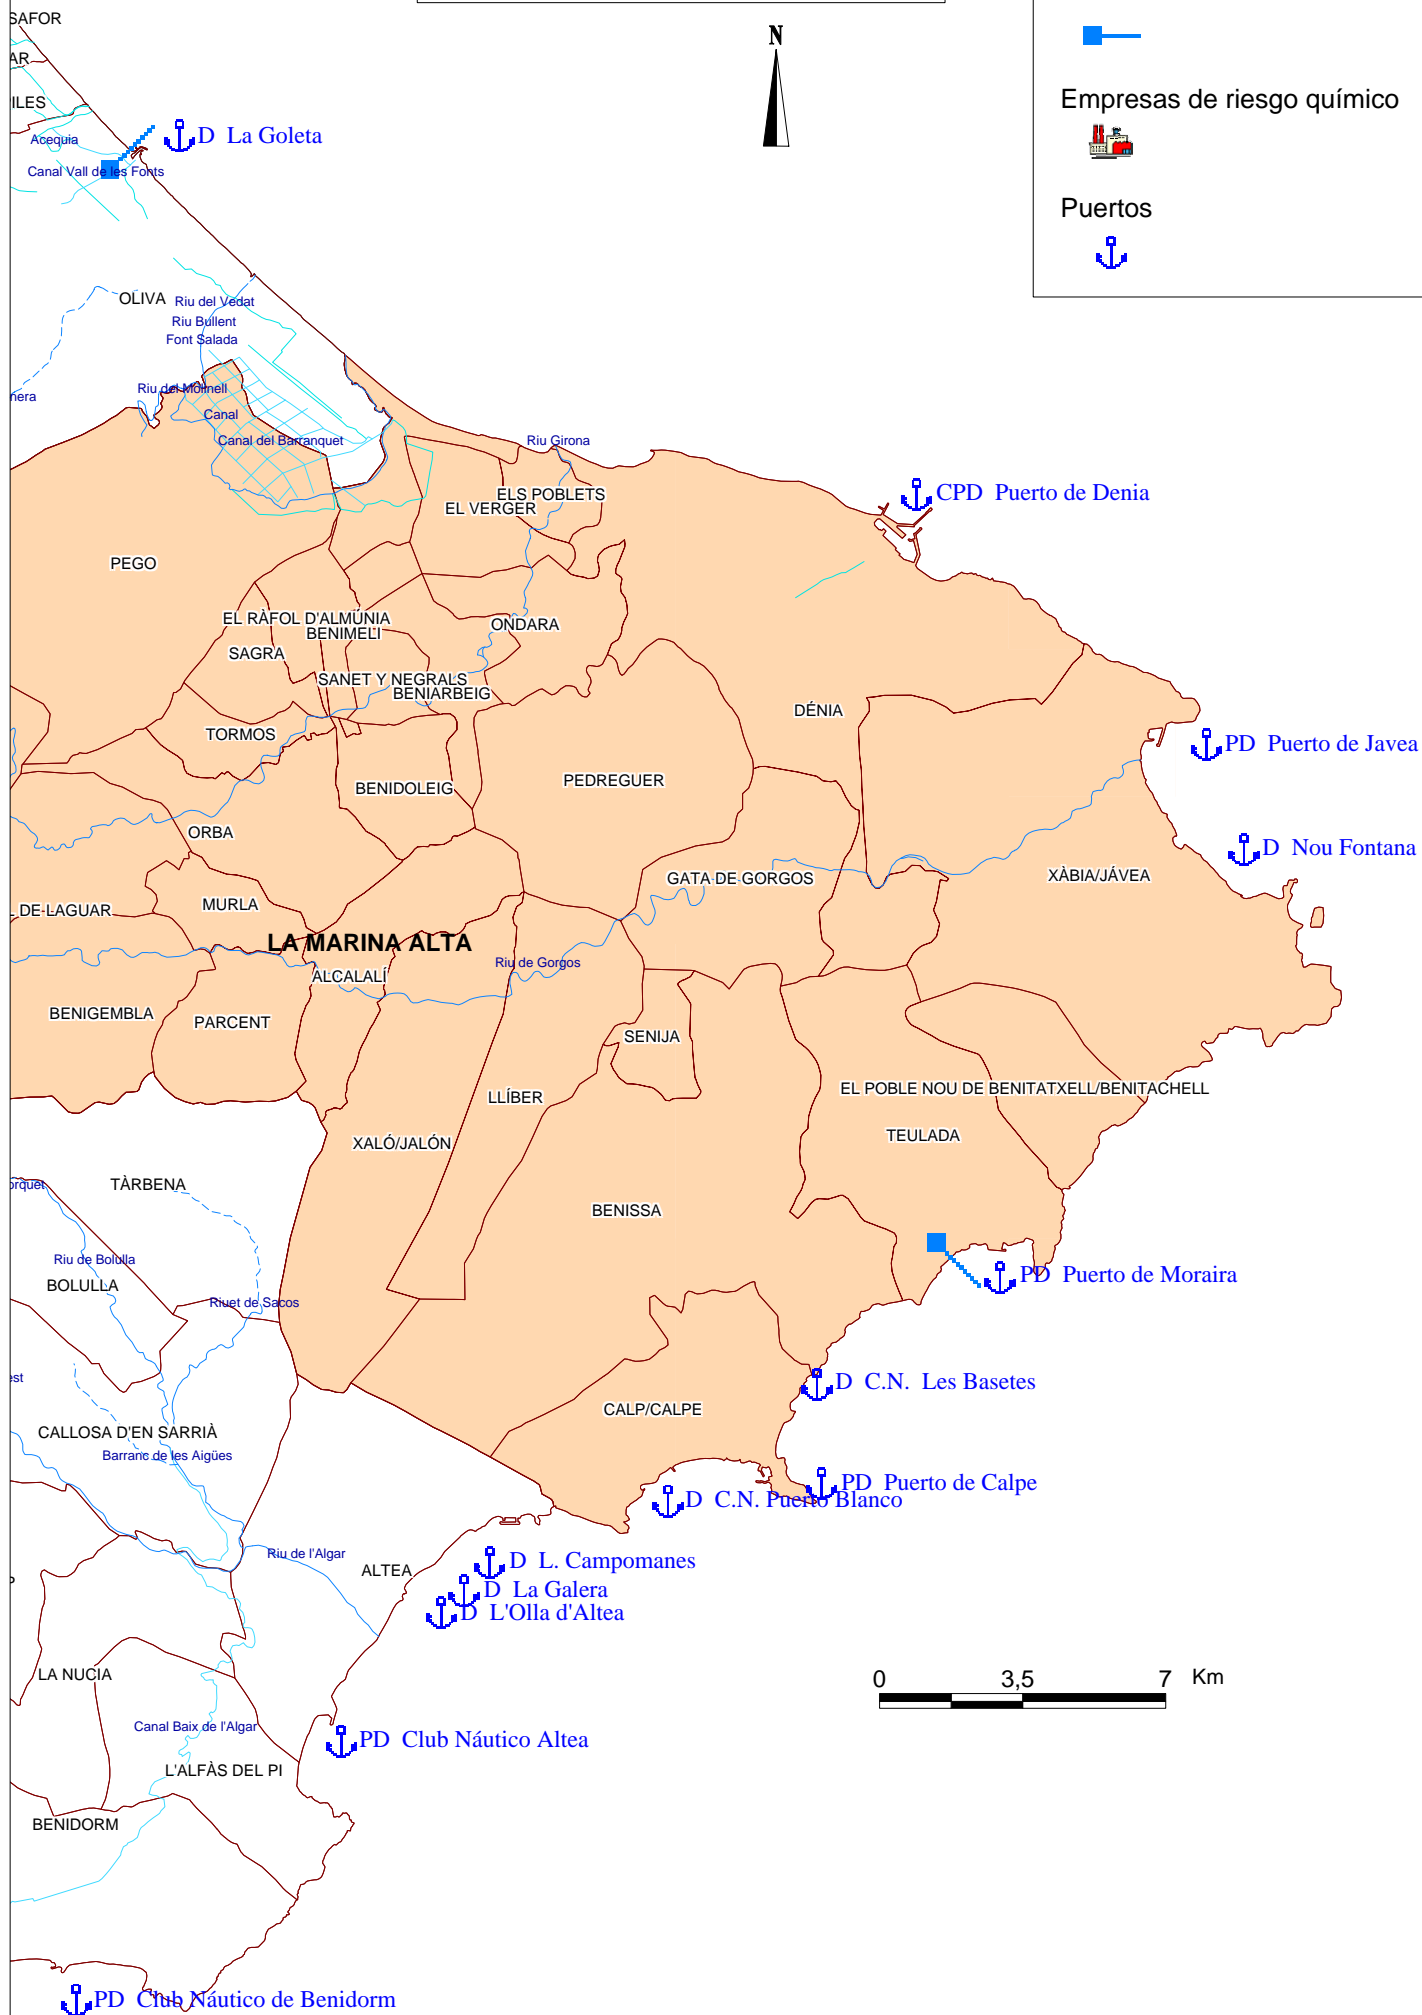 SAFOR
N
AR
Empresas de riesgo químico
ILES
D La Goleta
Acequia
Canal Vall de les Fonts
Puertos
OLIVA
Riu del Vedat
Riu Bullent
Font Salada
Riu del Molinell
nera
Canal
Canal del Barranquet
Riu Girona
ELS POBLETS
CPD Puerto de Denia
EL VERGER
PEGO
EL RÀFOL D'ALMÚNIA
ONDARA
BENIMELI
SAGRA
SANET Y NEGRALS
BENIARBEIG
DÉNIA
TORMOS
PD Puerto de Javea
PEDREGUER
BENIDOLEIG
ORBA
D Nou Fontana
GATA DE GORGOS
XÀBIA/JÁVEA
MURLA
L DE LAGUAR
LA MARINA ALTA
Riu de Gorgos
ALCALALÍ
BENIGEMBLA
PARCENT
SENIJA
EL POBLE NOU DE BENITATXELL/BENITACHELL
LLÍBER
TEULADA
XALÓ/JALÓN
orquet
TÀRBENA
BENISSA
Riu de Bolulla
PD Puerto de Moraira
BOLULLA
Riuet de Sacos
est
D C.N. Les Basetes
CALP/CALPE
CALLOSA D'EN SARRIÀ
Barranc de les Aigües
PD Puerto de Calpe
D C.N. Puerto Blanco
Riu de l'Algar
D L. Campomanes
ALTEA
D La Galera
D L'Olla d'Altea
LA NUCIA
0 3,5 7 Km
Canal Baix de l'Algar
PD Club Náutico Altea
L'ALFÀS DEL PI
BENIDORM
PD Club Náutico de Benidorm